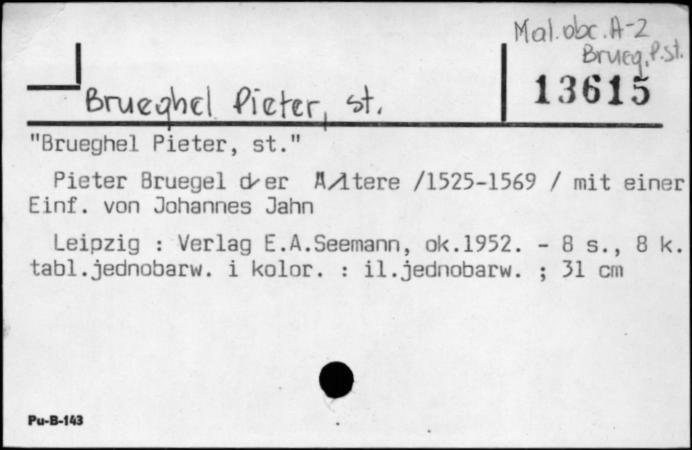 Mal.obc.A-2
Brueg.P.st.
13615
Brueghel Pieter, st.
"Brueghel Pieter, st."
Pieter Bruegel der Ältere /1525-1569 / mit einer
Einf. von Johannes Jahn
Leipzig : Verlag E.A.Seemann, ok.1952. - 8 s., 8 k.
tabl.jednobarw. i kolor. : il.jednobarw. ; 31 cm
Pu-B-143